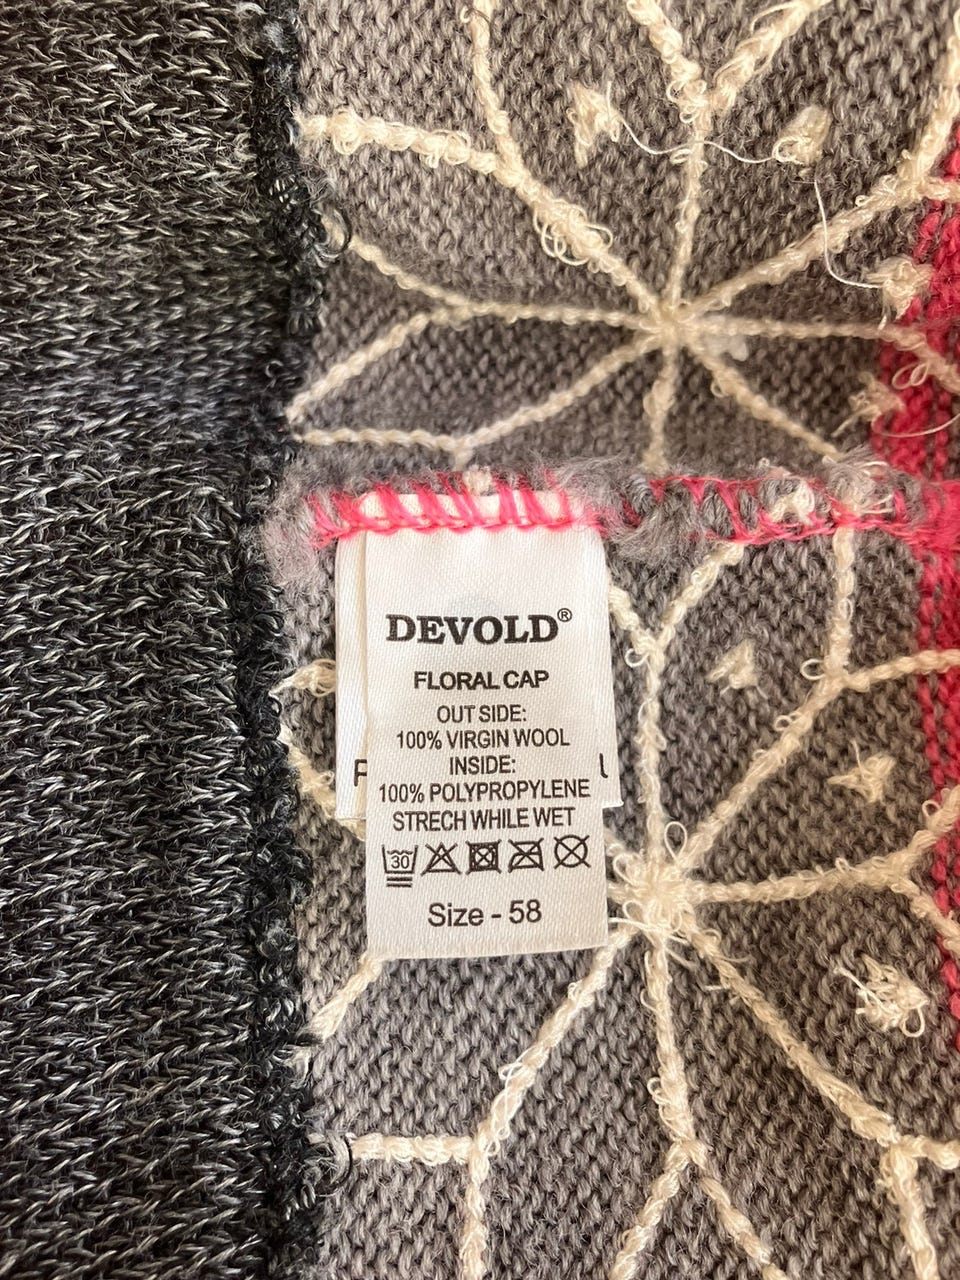 DEVOLD®
FLORAL CAP
OUT SIDE:
100% VIRGIN WOOL
INSIDE:
100% POLYPROPYLENE
STRECH WHILE WET
30
Size - 58